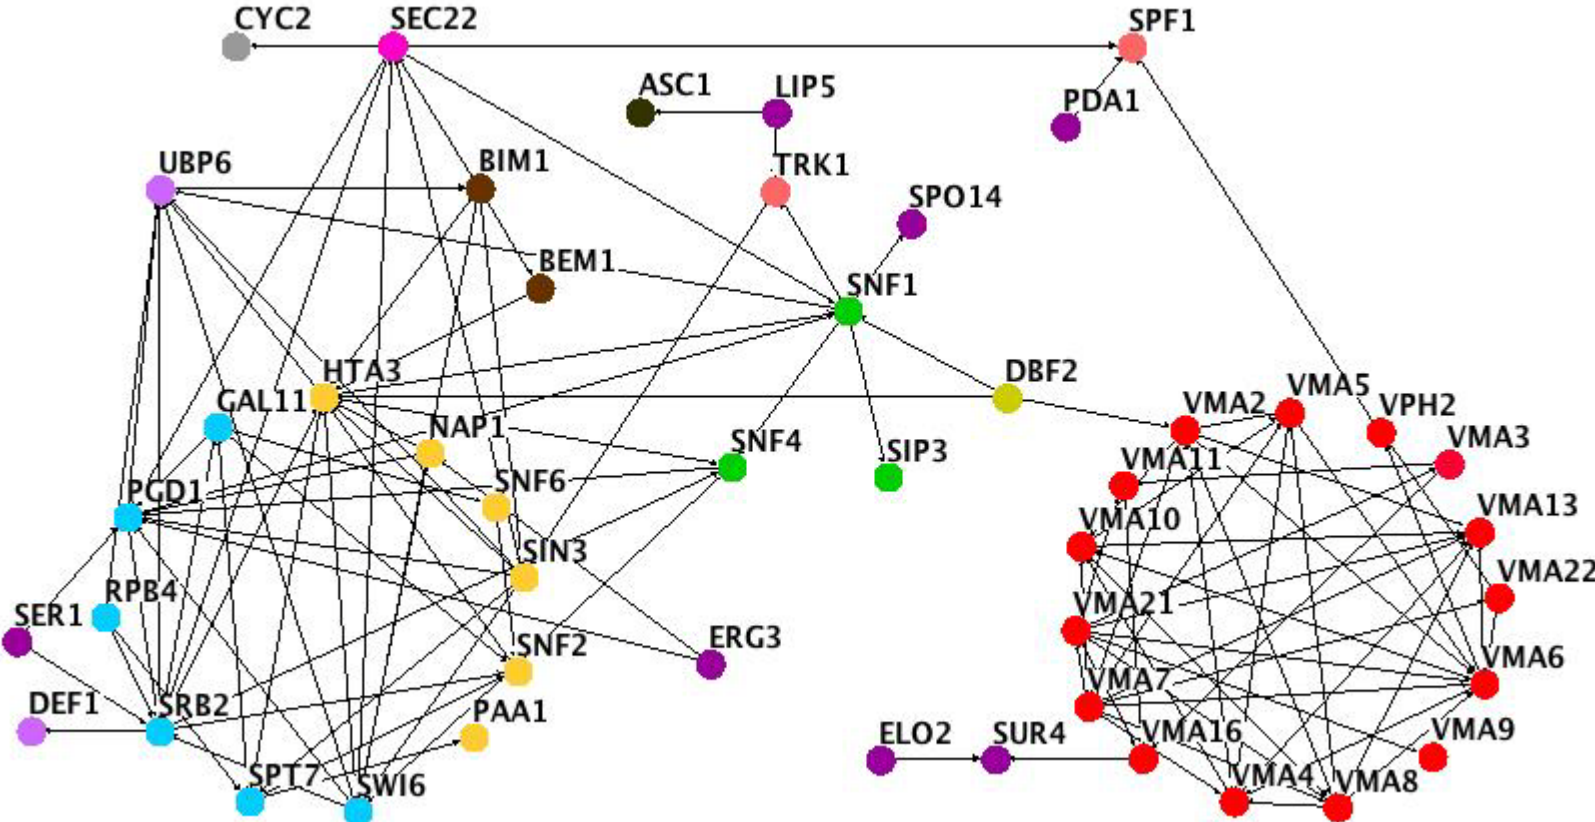 CYC2
SEC22
SPF1
ASC1
LIP5
PDA1
UBP6
BIM1
TRK1
SPO14
BEM1
SNF1
HTA3
DBF2
GAL11
NAP1
SNF4
SIP3
VMA2
VMA5
VPH2
VMA3
VMA11
PGD1
SNF6
VMA10
VMA13
SIN3
VMA22
SER1
RPB4
VMA21
SNF2
ERG3
VMA6
VMA7
DEF1
SRB2
PAA1
ELO2
SUR4
VMA16
VMA9
SPT7
SWI6
VMA4
VMA8